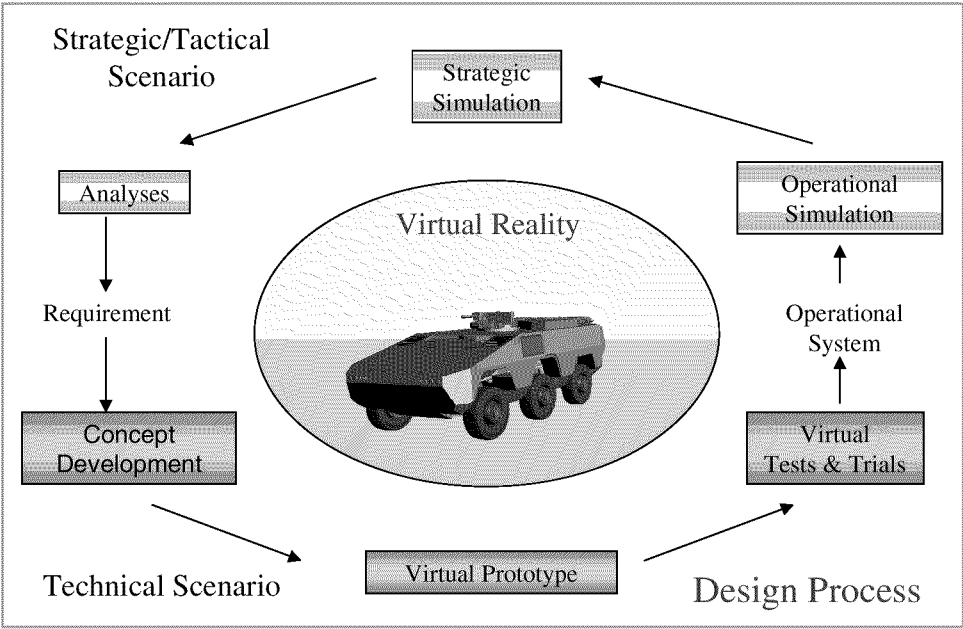 Strategic/Tactical
Scenario
Strategic
Simulation
Analyses
Operational
Simulation
Virtual Reality
Requirement
Operational
System
Concept
Development
Virtual
Tests & Trials
Virtual Prototype
Technical Scenario
Design Process